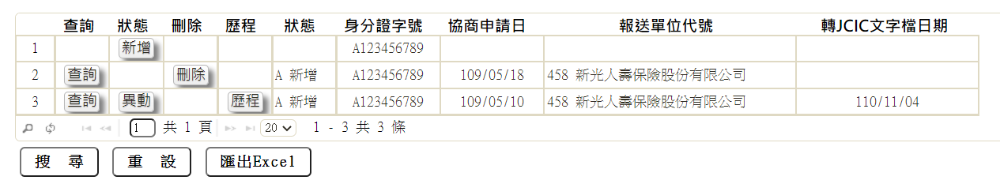 查詢 狀態 刪除 歷程 狀態 身分證字號 協商申請日 報送單位代號 轉JCIC文字檔日期
1 新增 A123456789
2 查詢 刪除 A 新增 A123456789 109/05/18 458 新光人壽保險股份有限公司
3 查詢 異動 歷程 A 新增 A123456789 109/05/10 458 新光人壽保險股份有限公司 110/11/04
1 共 1 頁 20 1 - 3 共 3 條
搜 尋 重 設 匯出Excel